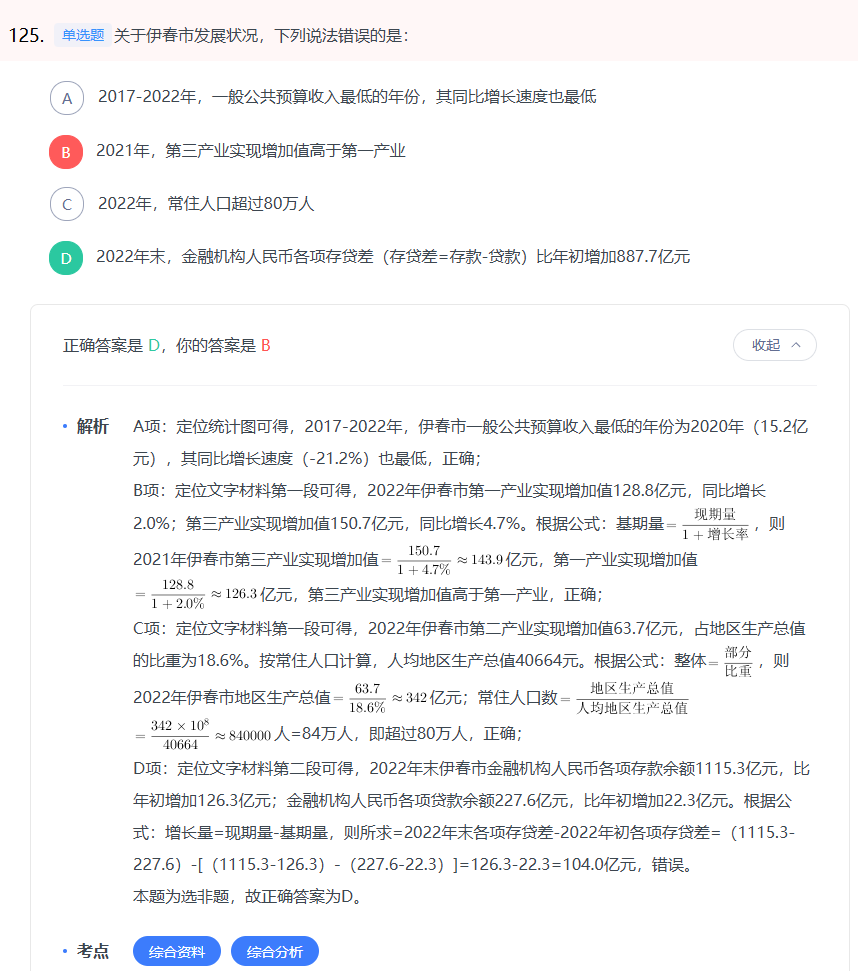 125. 单选题 关于伊春市发展状况，下列说法错误的是：
A 2017-2022年，一般公共预算收入最低的年份，其同比增长速度也最低
B 2021年，第三产业实现增加值高于第一产业
C 2022年，常住人口超过80万人
D 2022年末，金融机构人民币各项存贷差（存贷差=存款-贷款）比年初增加887.7亿元
正确答案是 D，你的答案是 B
收起
解析 A项：定位统计图可得，2017-2022年，伊春市一般公共预算收入最低的年份为2020年（15.2亿
元），其同比增长速度（-21.2%）也最低，正确；
B项：定位文字材料第一段可得，2022年伊春市第一产业实现增加值128.8亿元，同比增长
2.0%；第三产业实现增加值150.7亿元，同比增长4.7%。根据公式：基期量=现期量/(1+增长率)，则
2021年伊春市第三产业实现增加值=150.7/(1+4.7%)≈143.9亿元，第一产业实现增加值
=128.8/(1+2.0%)≈126.3亿元，第三产业实现增加值高于第一产业，正确；
C项：定位文字材料第一段可得，2022年伊春市第二产业实现增加值63.7亿元，占地区生产总值
的比重为18.6%。按常住人口计算，人均地区生产总值40664元。根据公式：整体=部分/比重，则
2022年伊春市地区生产总值=63.7/18.6%≈342亿元；常住人口数=地区生产总值/人均地区生产总值
=342×10⁸/40664≈840000人=84万人，即超过80万人，正确；
D项：定位文字材料第二段可得，2022年末伊春市金融机构人民币各项存款余额1115.3亿元，比
年初增加126.3亿元；金融机构人民币各项贷款余额227.6亿元，比年初增加22.3亿元。根据公
式：增长量=现期量-基期量，则所求=2022年末各项存贷差-2022年初各项存贷差=（1115.3-
227.6）-[（1115.3-126.3）-（227.6-22.3）]=126.3-22.3=104.0亿元，错误。
本题为选非题，故正确答案为D。
考点 综合资料 综合分析